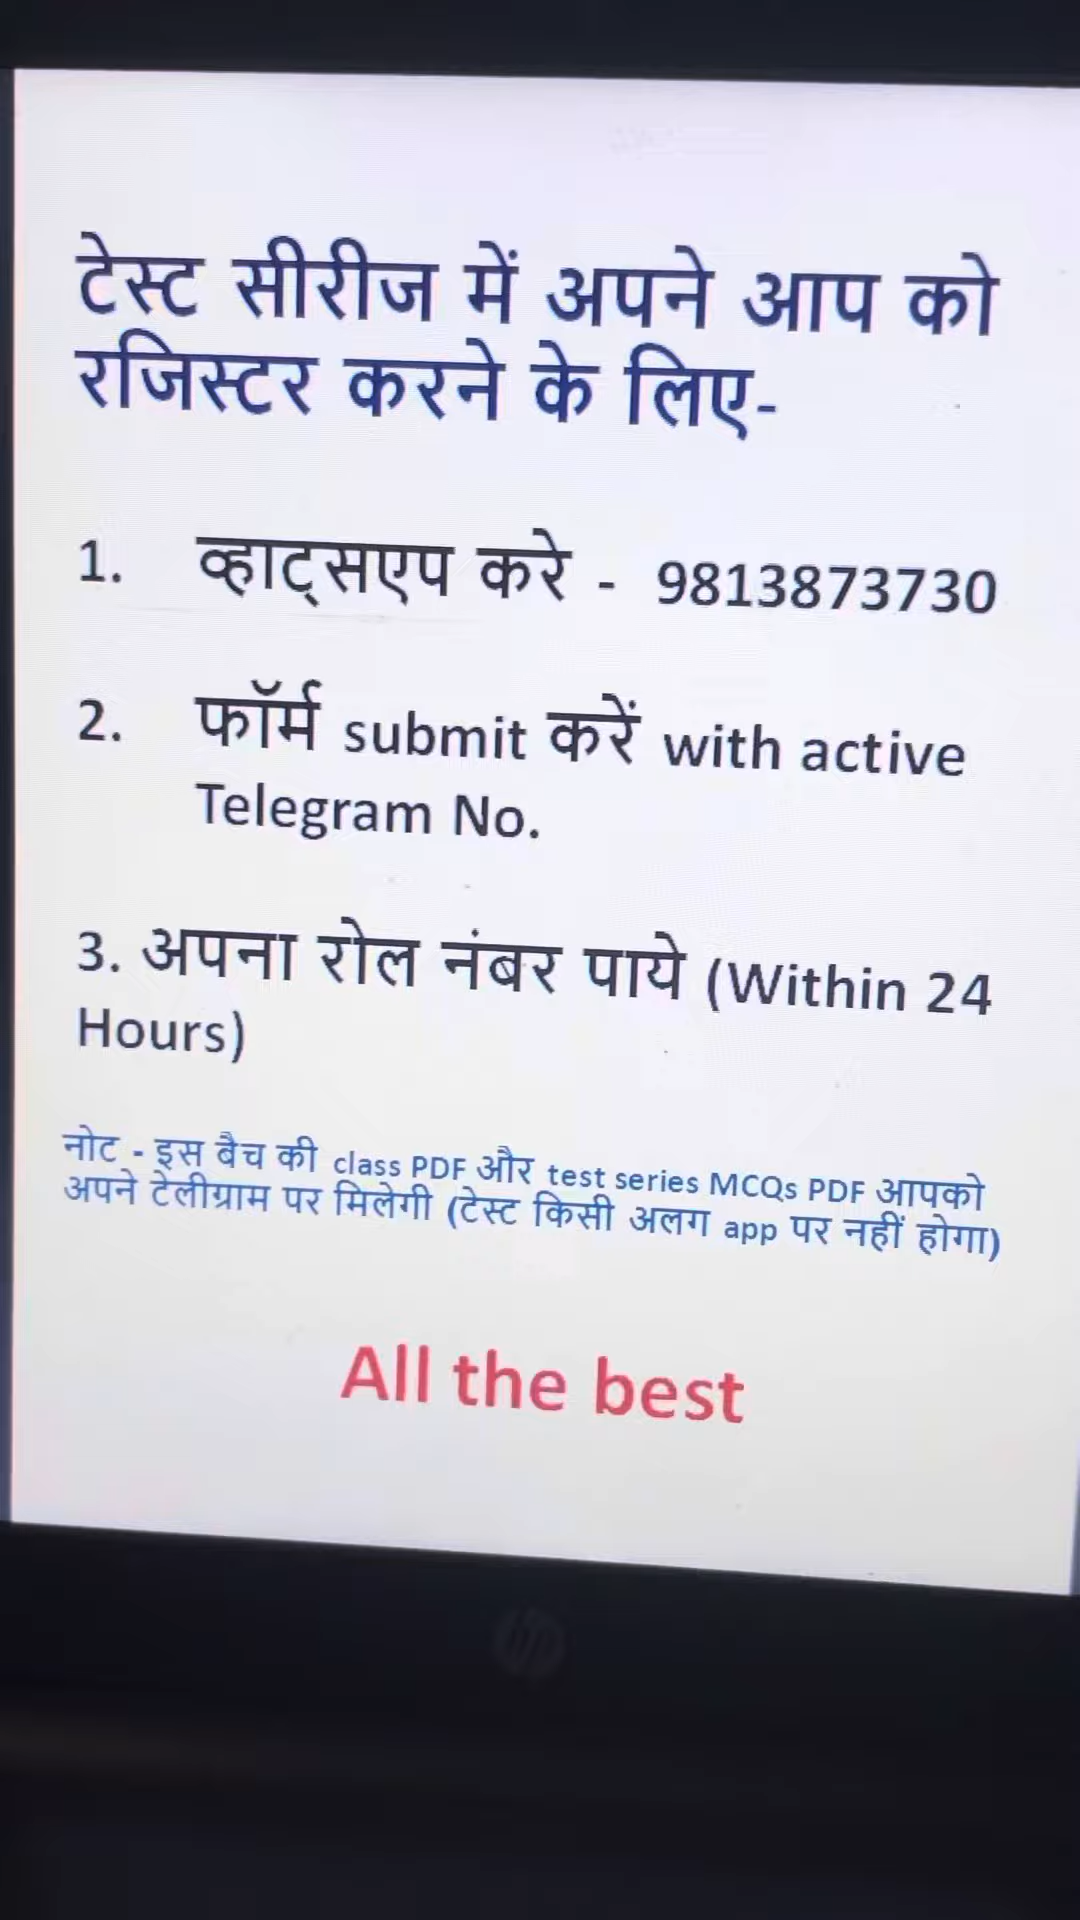 टेस्ट सीरीज में अपने आप को
रजिस्टर करने के लिए-
1. व्हाट्सएप करे - 9813873730
2. फॉर्म submit करें with active
Telegram No.
3. अपना रोल नंबर पाये (Within 24
Hours)
नोट - इस बैच की class PDF और test series MCQs PDF आपको
अपने टेलीग्राम पर मिलेगी (टेस्ट किसी अलग app पर नहीं होगा)
All the best
hp